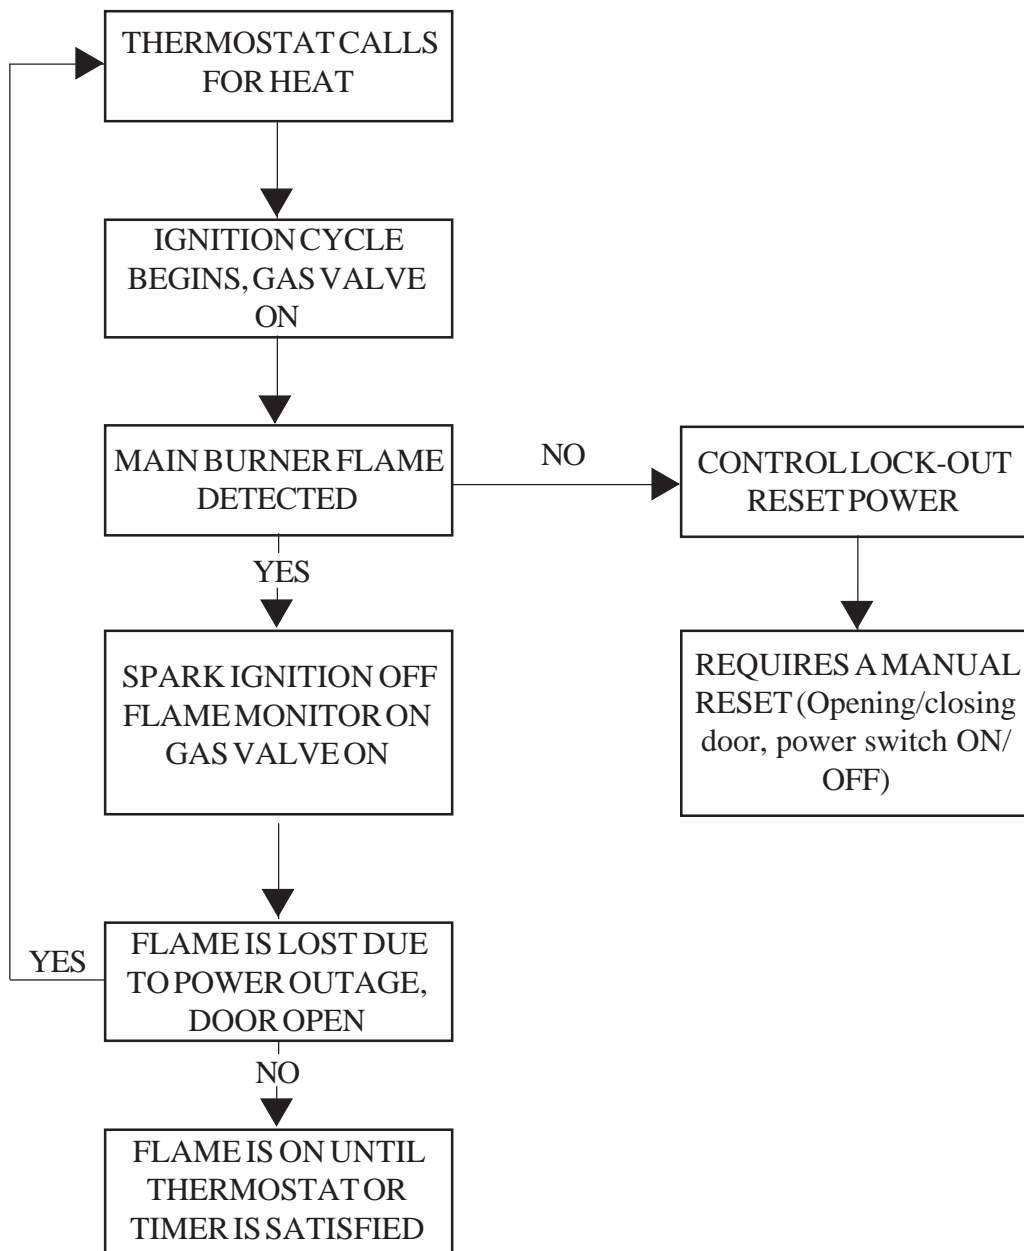 THERMOSTAT CALLS
FOR HEAT
IGNITION CYCLE
BEGINS, GAS VALVE
ON
MAIN BURNER FLAME
DETECTED
NO
CONTROL LOCK-OUT
RESET POWER
YES
SPARK IGNITION OFF
FLAME MONITOR ON
GAS VALVE ON
REQUIRES A MANUAL
RESET (Opening/closing
door, power switch ON/
OFF)
YES
FLAME IS LOST DUE
TO POWER OUTAGE,
DOOR OPEN
NO
FLAME IS ON UNTIL
THERMOSTAT OR
TIMER IS SATISFIED